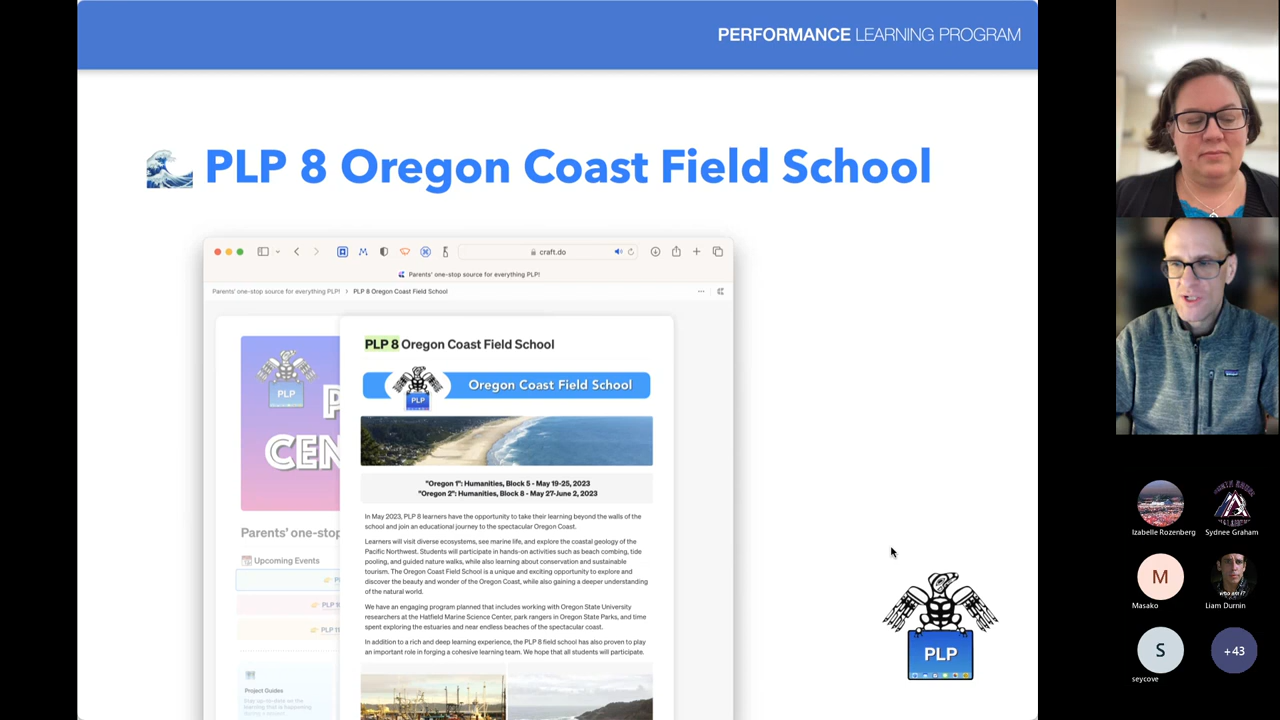 PERFORMANCE LEARNING PROGRAM
PLP 8 Oregon Coast Field School
craft.do
Parents' one-stop source for everything PLP!
Parents' one-stop source for everything PLP! › PLP 8 Oregon Coast Field School
PLP
P
CEN
Parents' one-stop
Upcoming Events
Project Guides
Stay up-to-date on the
learning that is happening
PLP 8 Oregon Coast Field School
PLP
Oregon Coast Field School
"Oregon 1": Humanities, Block 5 - May 19-25, 2023
"Oregon 2": Humanities, Block 8 - May 27-June 2, 2023
In May 2023, PLP 8 learners have the opportunity to take their learning beyond the walls of the
school and join an educational journey to the spectacular Oregon Coast.
Learners will visit diverse ecosystems, see marine life, and explore the coastal geology of the
Pacific Northwest. Students will participate in hands-on activities such as beach combing, tide
pooling, and guided nature walks, while also learning about conservation and sustainable
tourism. The Oregon Coast Field School is a unique and exciting opportunity to explore and
discover the beauty and wonder of the Oregon Coast, while also gaining a deeper understanding
of the natural world.
We have an engaging program planned that includes working with Oregon State University
researchers at the Hatfield Marine Science Center, park rangers in Oregon State Parks, and time
spent exploring the estuaries and near endless beaches of the spectacular coast.
In addition to a rich and deep learning experience, the PLP 8 field school has also proven to play
an important role in forging a cohesive learning team. We hope that all students will participate.
PLP
Izabelle Rozenberg
Sydnee Graham
M
Masako
who am i?
Liam Durnin
S
seycove
+43